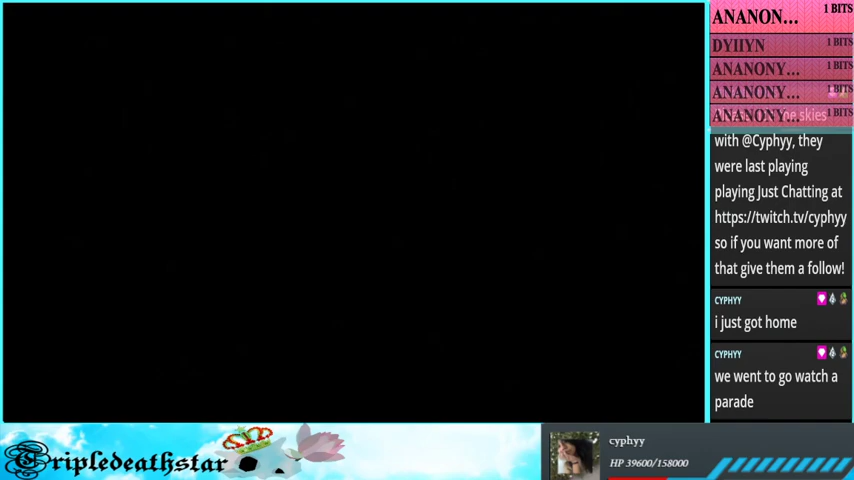 ANANON... 1 BITS
DYIIYN 1 BITS
ANANONY... 1 BITS
ANANONY... 1 BITS
ANANONY... 1 BITS
skies
with @Cyphyy, they
were last playing
playing Just Chatting at
https://twitch.tv/cyphyy
so if you want more of
that give them a follow!
CYPHYY
i just got home
CYPHYY
we went to go watch a
parade
Tripledeathstar
cyphyy
HP 39600/158000